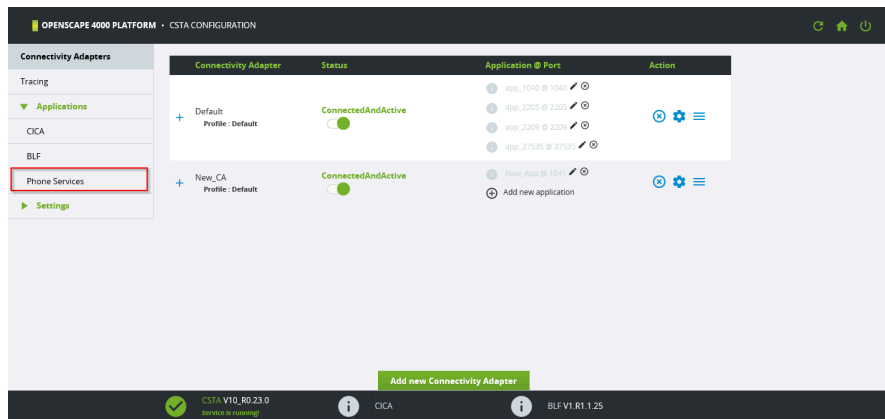 OPENSCAPE 4000 PLATFORM • CSTA CONFIGURATION
Connectivity Adapters
Tracing
Applications
CICA
BLF
Phone Services
Settings
Connectivity Adapter Status Application @ Port Action
Default
Profile : Default
ConnectedAndActive
app_1040 @ 1040
app_2205 @ 2205
app_2209 @ 2209
app_27535 @ 27535
New_CA
Profile : Default
ConnectedAndActive
New_App @ 1041
Add new application
Add new Connectivity Adapter
CSTA V10_R0.23.0
service is running!
CICA
BLF V1.R1.1.25